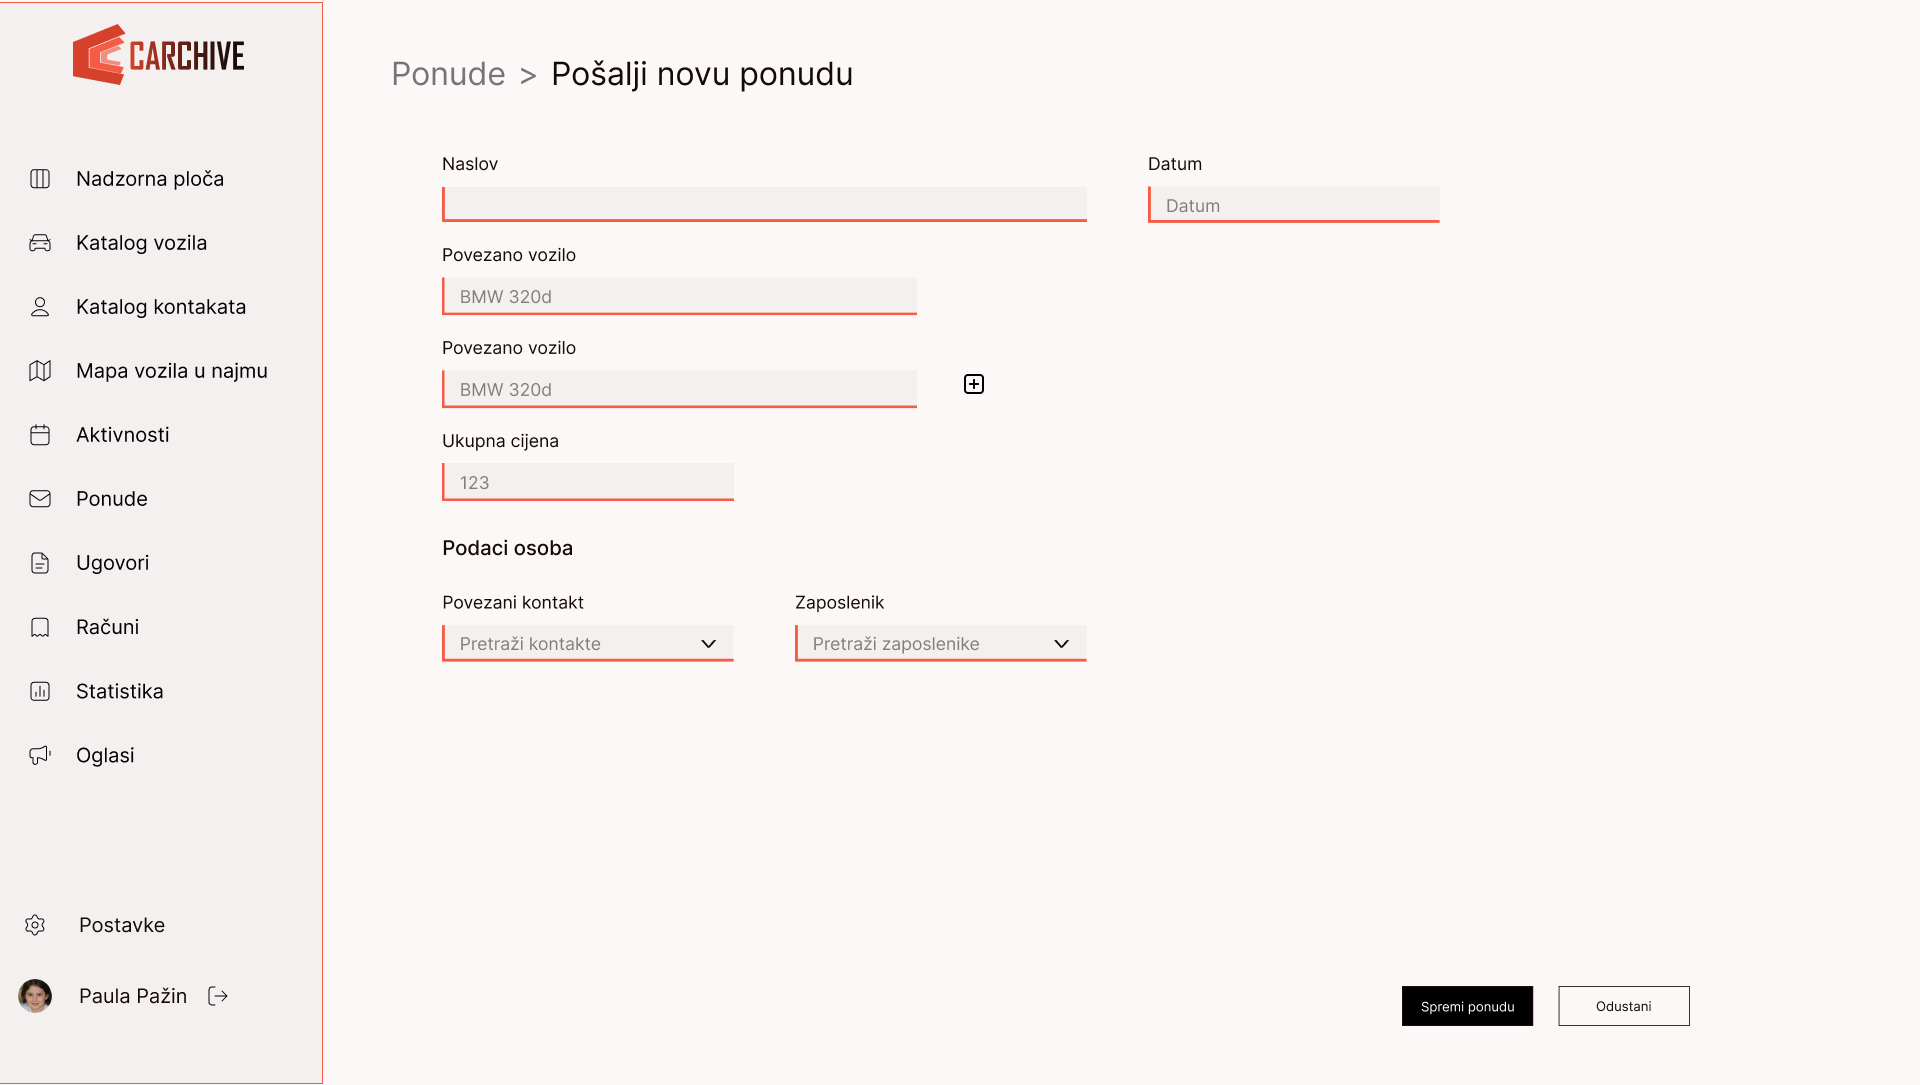 CARCHIVE
Nadzorna ploča
Katalog vozila
Katalog kontakata
Mapa vozila u najmu
Aktivnosti
Ponude
Ugovori
Računi
Statistika
Oglasi
Postavke
Paula Pažin
Ponude > Pošalji novu ponudu
Naslov
Datum
Datum
Povezano vozilo
BMW 320d
Povezano vozilo
BMW 320d
Ukupna cijena
123
Podaci osoba
Povezani kontakt
Zaposlenik
Pretraži kontakte
Pretraži zaposlenike
Spremi ponudu
Odustani